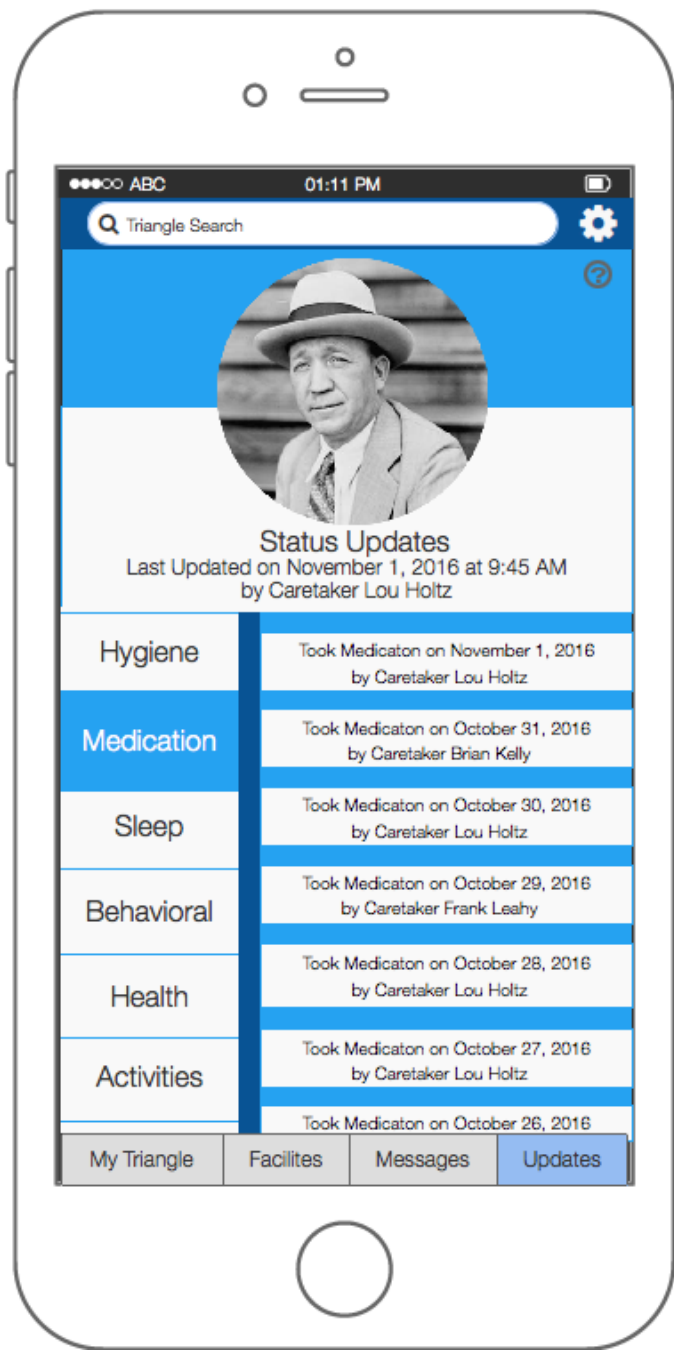 ABC 01:11 PM
Triangle Search
?
Status Updates
Last Updated on November 1, 2016 at 9:45 AM
by Caretaker Lou Holtz
Hygiene
Medication
Sleep
Behavioral
Health
Activities
Took Medicaton on November 1, 2016
by Caretaker Lou Holtz
Took Medicaton on October 31, 2016
by Caretaker Brian Kelly
Took Medicaton on October 30, 2016
by Caretaker Lou Holtz
Took Medicaton on October 29, 2016
by Caretaker Frank Leahy
Took Medicaton on October 28, 2016
by Caretaker Lou Holtz
Took Medicaton on October 27, 2016
by Caretaker Lou Holtz
Took Medicaton on October 26, 2016
My Triangle Facilites Messages Updates